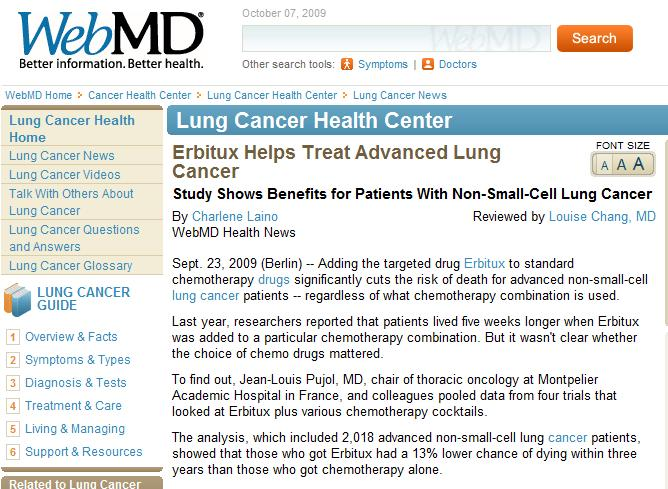 WebMD®
Better information. Better health.
October 07, 2009
WebMD
Search
Other search tools: Symptoms | Doctors
WebMD Home > Cancer Health Center > Lung Cancer Health Center > Lung Cancer News
Lung Cancer Health
Home
Lung Cancer News
Lung Cancer Videos
Talk With Others About
Lung Cancer
Lung Cancer Questions
and Answers
Lung Cancer Glossary
LUNG CANCER
GUIDE
1 Overview & Facts
2 Symptoms & Types
3 Diagnosis & Tests
4 Treatment & Care
5 Living & Managing
6 Support & Resources
Related to Lung Cancer
Lung Cancer Health Center
Erbitux Helps Treat Advanced Lung
Cancer
FONT SIZE
A A A
Study Shows Benefits for Patients With Non-Small-Cell Lung Cancer
By Charlene Laino
Reviewed by Louise Chang, MD
WebMD Health News
Sept. 23, 2009 (Berlin) -- Adding the targeted drug Erbitux to standard
chemotherapy drugs significantly cuts the risk of death for advanced non-small-cell
lung cancer patients -- regardless of what chemotherapy combination is used.
Last year, researchers reported that patients lived five weeks longer when Erbitux
was added to a particular chemotherapy combination. But it wasn't clear whether
the choice of chemo drugs mattered.
To find out, Jean-Louis Pujol, MD, chair of thoracic oncology at Montpelier
Academic Hospital in France, and colleagues pooled data from four trials that
looked at Erbitux plus various chemotherapy cocktails.
The analysis, which included 2,018 advanced non-small-cell lung cancer patients,
showed that those who got Erbitux had a 13% lower chance of dying within three
years than those who got chemotherapy alone.